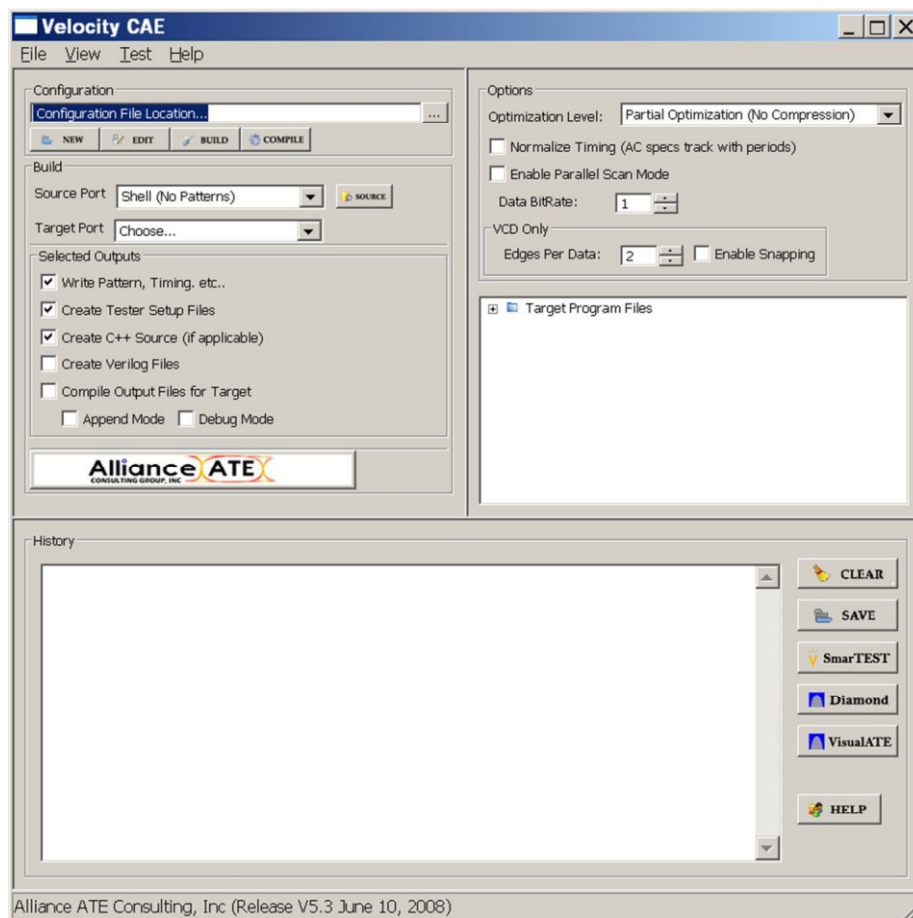 Velocity CAE
File View Test Help
Configuration
Configuration File Location...
...
NEW EDIT BUILD COMPILE
Build
Source Port Shell (No Patterns) SOURCE
Target Port Choose...
Selected Outputs
Write Pattern, Timing. etc..
Create Tester Setup Files
Create C++ Source (if applicable)
Create Verilog Files
Compile Output Files for Target
Append Mode Debug Mode
Alliance ATE
CONSULTING GROUP, INC
Options
Optimization Level: Partial Optimization (No Compression)
Normalize Timing (AC specs track with periods)
Enable Parallel Scan Mode
Data BitRate: 1
VCD Only
Edges Per Data: 2 Enable Snapping
Target Program Files
History
CLEAR
SAVE
SmarTEST
Diamond
VisualATE
HELP
Alliance ATE Consulting, Inc (Release V5.3 June 10, 2008)